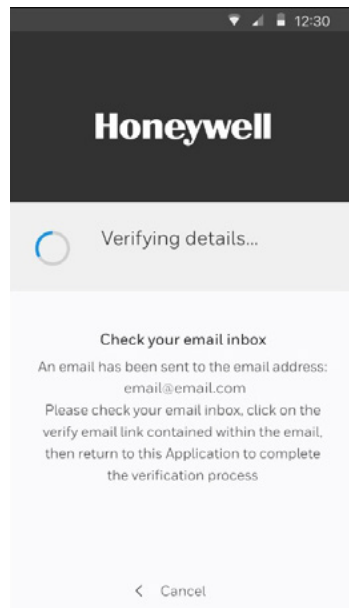 12:30
Honeywell
Verifying details...
Check your email inbox
An email has been sent to the email address:
email@email.com
Please check your email inbox, click on the
verify email link contained within the email,
then return to this Application to complete
the verification process
< Cancel